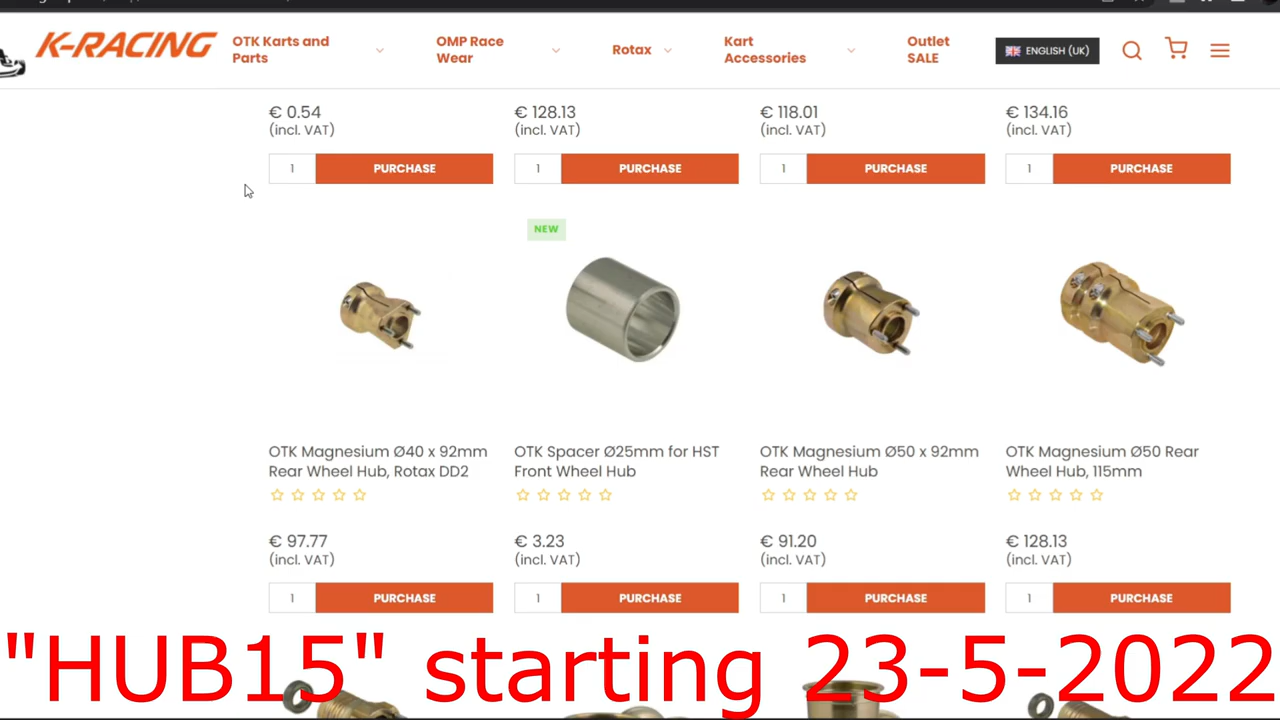 K-RACING
OTK Karts and
Parts
OMP Race
Wear
Rotax
Kart
Accessories
Outlet
SALE
ENGLISH (UK)
€ 0.54
(incl. VAT)
€ 128.13
(incl. VAT)
€ 118.01
(incl. VAT)
€ 134.16
(incl. VAT)
1 PURCHASE
1 PURCHASE
1 PURCHASE
1 PURCHASE
NEW
OTK Magnesium Ø40 x 92mm
Rear Wheel Hub, Rotax DD2
OTK Spacer Ø25mm for HST
Front Wheel Hub
OTK Magnesium Ø50 x 92mm
Rear Wheel Hub
OTK Magnesium Ø50 Rear
Wheel Hub, 115mm
€ 97.77
(incl. VAT)
€ 3.23
(incl. VAT)
€ 91.20
(incl. VAT)
€ 128.13
(incl. VAT)
1 PURCHASE
1 PURCHASE
1 PURCHASE
1 PURCHASE
"HUB15" starting 23-5-2022